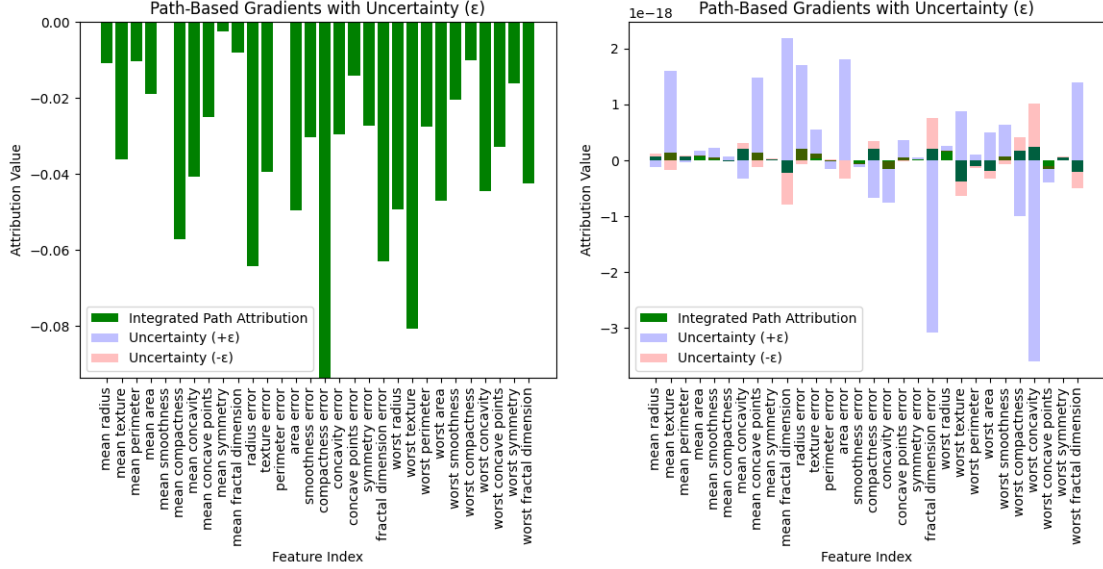 Path-Based Gradients with Uncertainty (ε)
0.00
−0.02
−0.04
−0.06
−0.08
Attribution Value
Integrated Path Attribution
Uncertainty (+ε)
Uncertainty (-ε)
mean radius
mean texture
mean perimeter
mean area
mean smoothness
mean compactness
mean concavity
mean concave points
mean symmetry
mean fractal dimension
radius error
texture error
perimeter error
area error
smoothness error
compactness error
concavity error
concave points error
symmetry error
fractal dimension error
worst radius
worst texture
worst perimeter
worst area
worst smoothness
worst compactness
worst concavity
worst concave points
worst symmetry
worst fractal dimension
Feature Index
Path-Based Gradients with Uncertainty (ε)
1e−18
2
1
0
−1
−2
−3
Attribution Value
Integrated Path Attribution
Uncertainty (+ε)
Uncertainty (-ε)
mean radius
mean texture
mean perimeter
mean area
mean smoothness
mean compactness
mean concavity
mean concave points
mean symmetry
mean fractal dimension
radius error
texture error
perimeter error
area error
smoothness error
compactness error
concavity error
concave points error
symmetry error
fractal dimension error
worst radius
worst texture
worst perimeter
worst area
worst smoothness
worst compactness
worst concavity
worst concave points
worst symmetry
worst fractal dimension
Feature Index